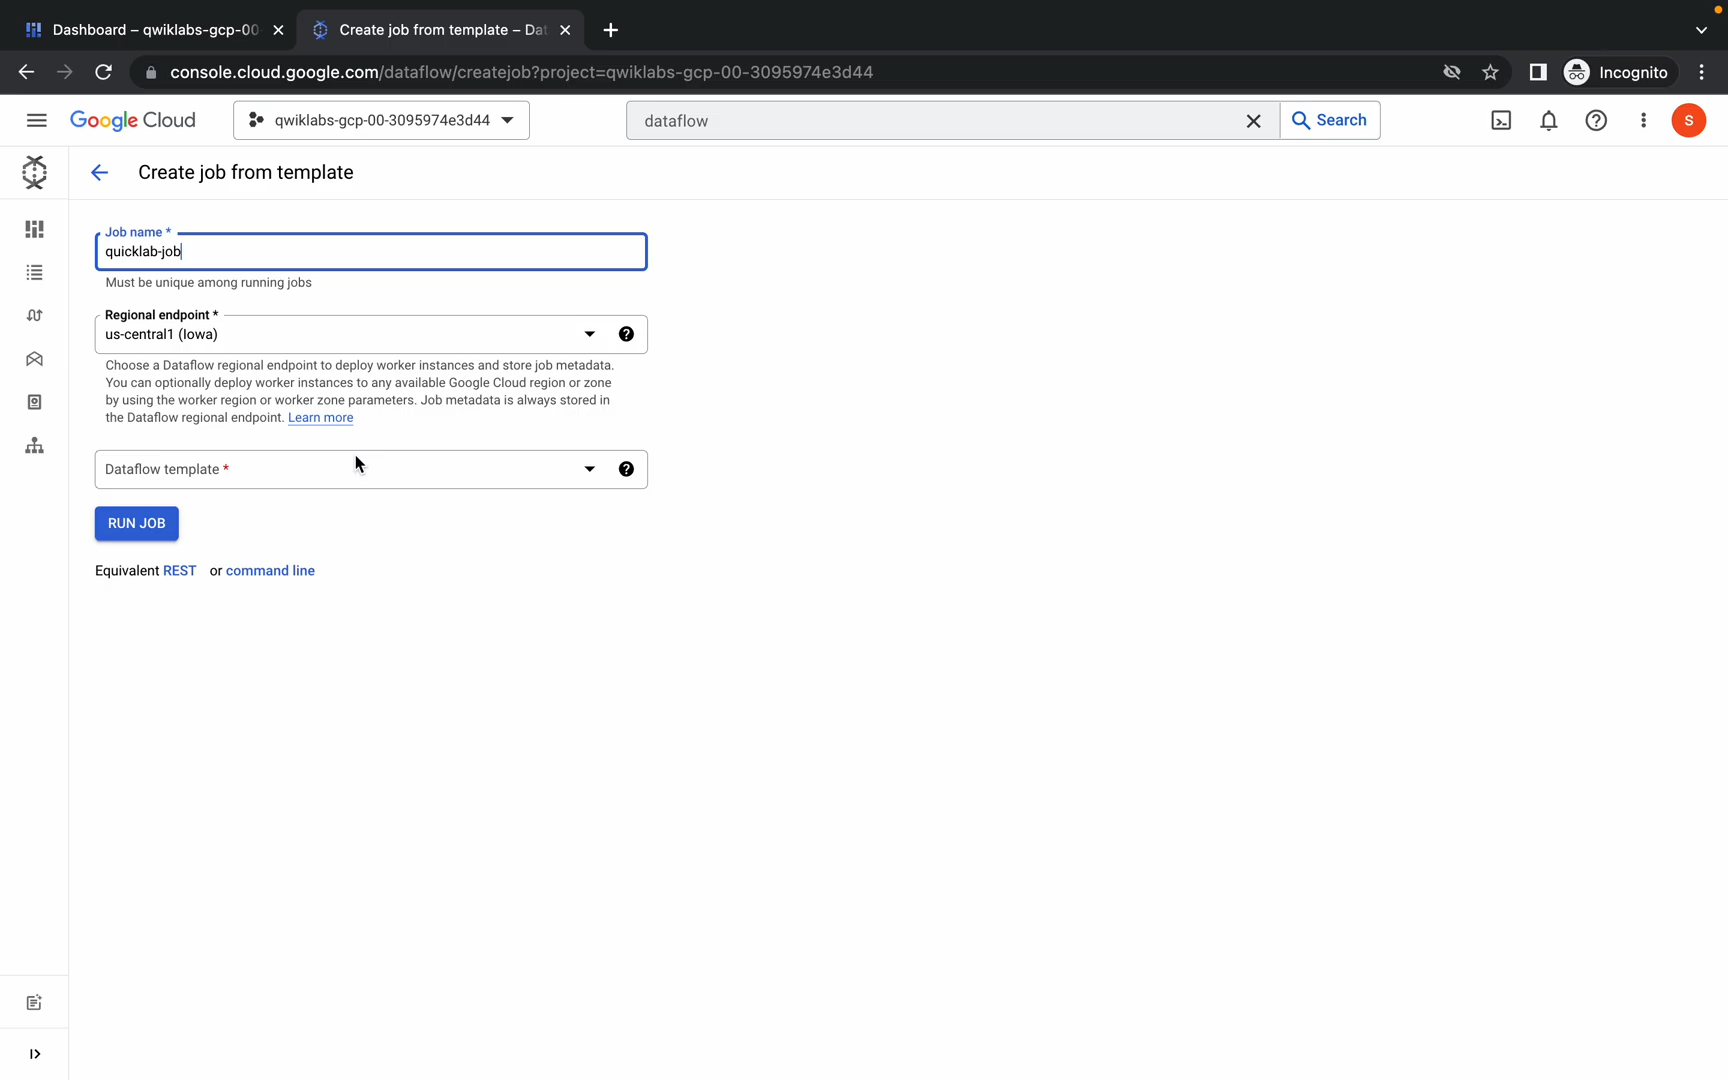 Dashboard – qwiklabs-gcp-00
Create job from template – Dat
console.cloud.google.com/dataflow/createjob?project=qwiklabs-gcp-00-3095974e3d44
Incognito
Google Cloud
qwiklabs-gcp-00-3095974e3d44
dataflow
Search
S
Create job from template
Job name *
quicklab-job
Must be unique among running jobs
Regional endpoint *
us-central1 (Iowa)
Choose a Dataflow regional endpoint to deploy worker instances and store job metadata.
You can optionally deploy worker instances to any available Google Cloud region or zone
by using the worker region or worker zone parameters. Job metadata is always stored in
the Dataflow regional endpoint. Learn more
Dataflow template *
RUN JOB
Equivalent REST or command line